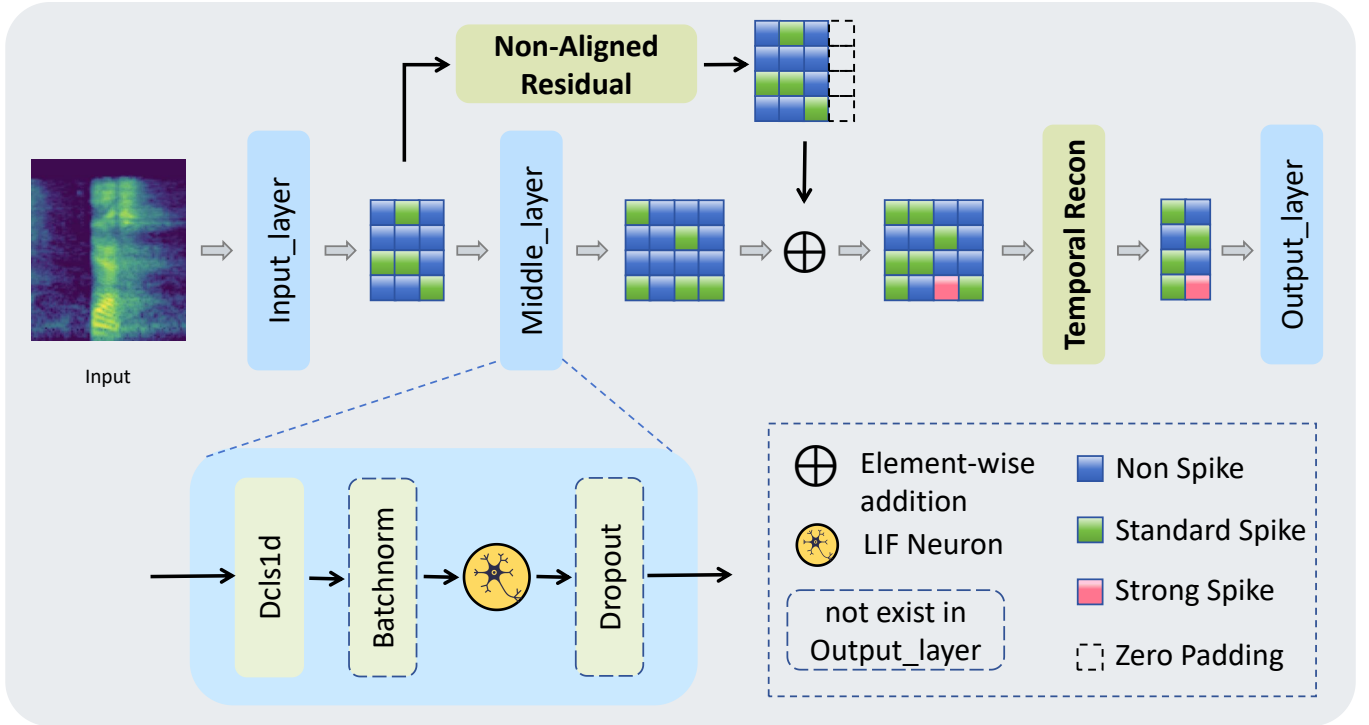 Non-Aligned
Residual
Input_layer
Middle_layer
Temporal Recon
Output_layer
Input
Dcls1d
Batchnorm
Dropout
Element-wise
addition
LIF Neuron
not exist in
Output_layer
Non Spike
Standard Spike
Strong Spike
Zero Padding